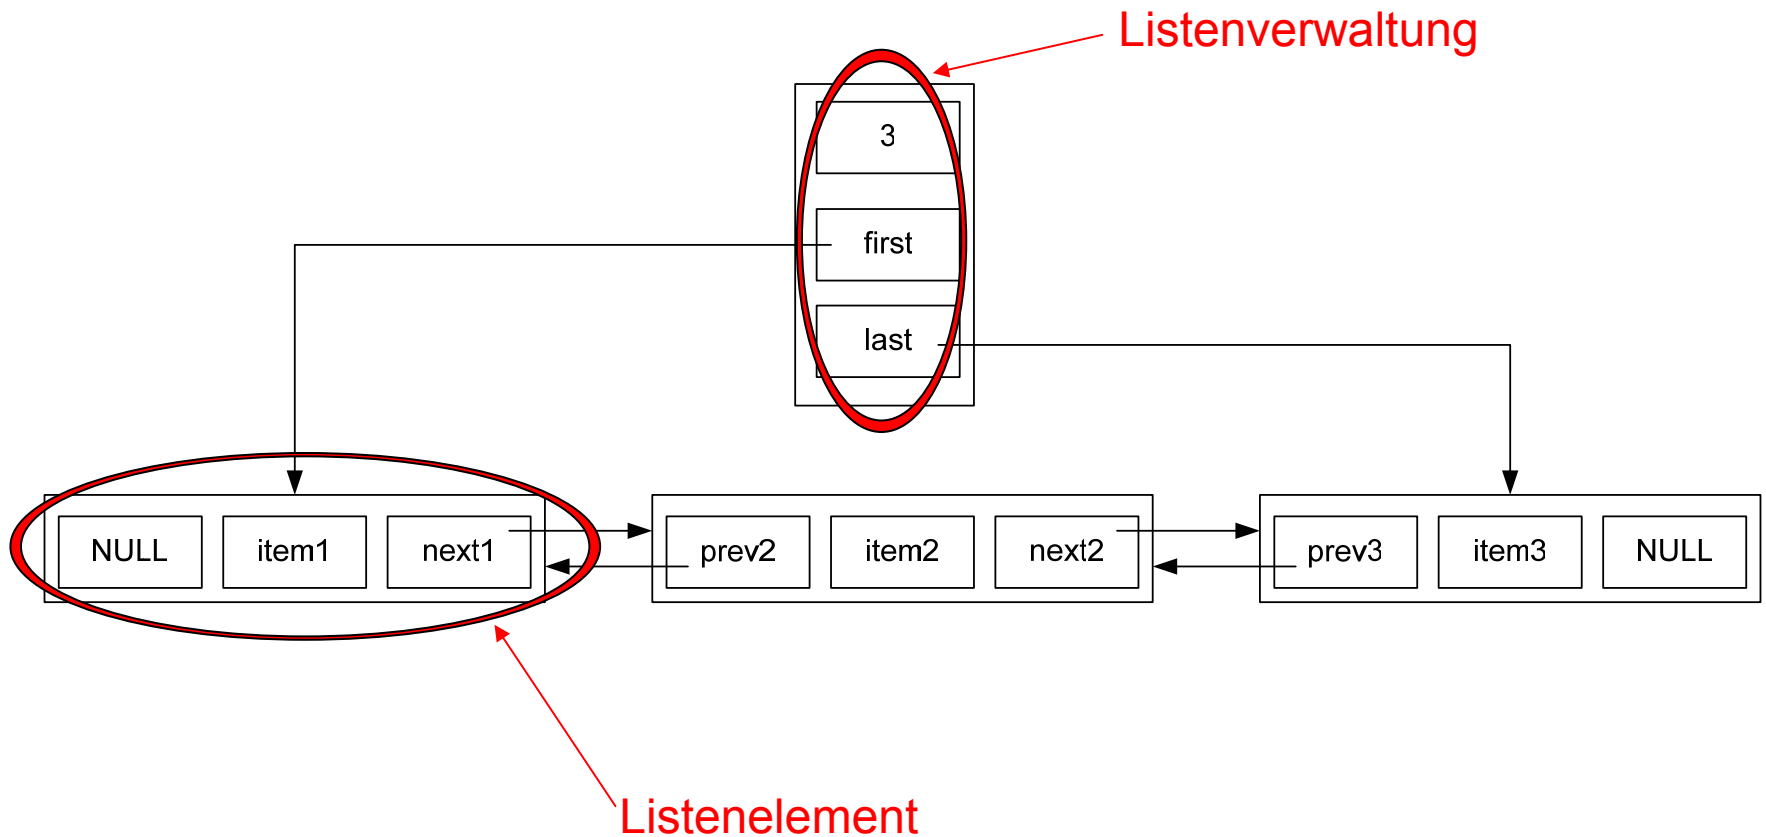 Listenverwaltung
3
first
last
NULL item1 next1 prev2 item2 next2 prev3 item3 NULL
Listenelement